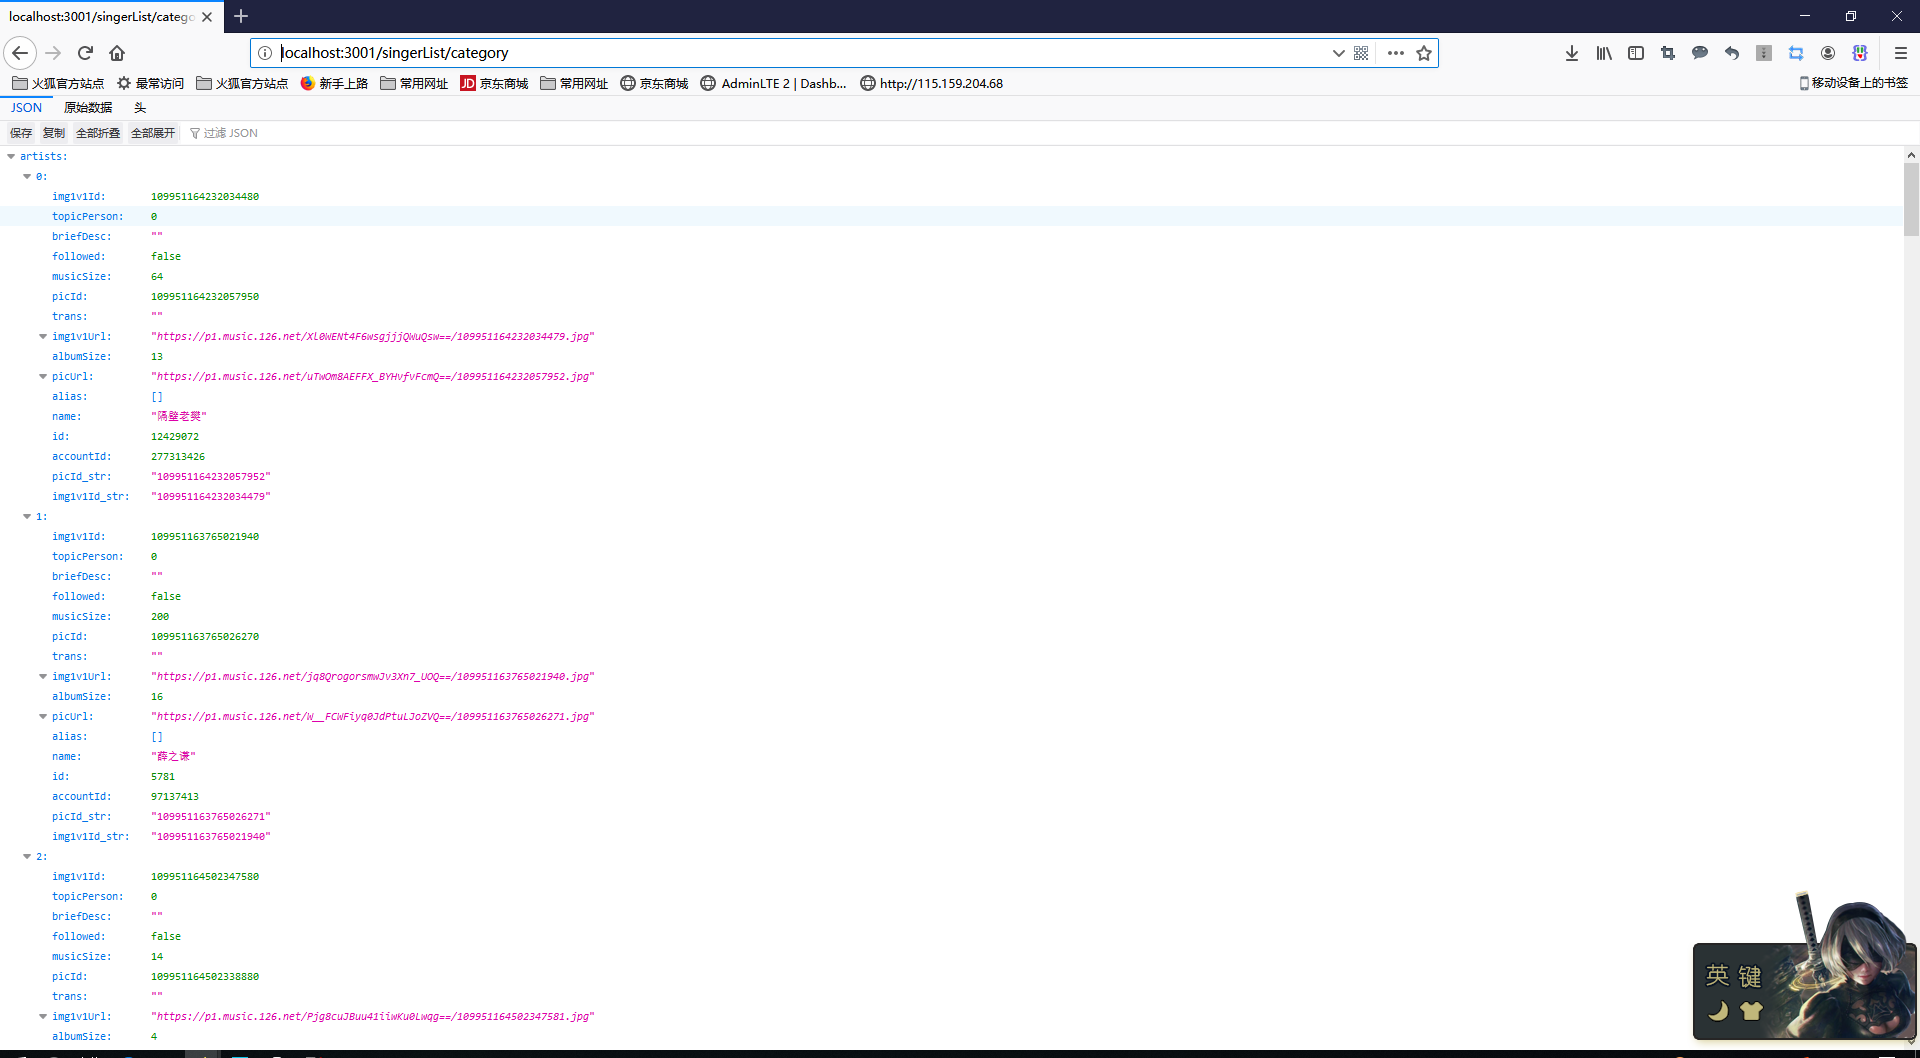 localhost:3001/singerList/catego
localhost:3001/singerList/category
火狐官方站点 最常访问 火狐官方站点 新手上路 常用网址 JD 京东商城 常用网址 京东商城 AdminLTE 2 | Dashb... http://115.159.204.68 移动设备上的书签
JSON 原始数据 头
保存 复制 全部折叠 全部展开 过滤 JSON
artists:
0:
img1v1Id: 109951164232034480
topicPerson: 0
briefDesc: ""
followed: false
musicSize: 64
picId: 109951164232057950
trans: ""
img1v1Url: "https://p1.music.126.net/Xl0WENt4F6wsgjjjQWuQsw==/109951164232034479.jpg"
albumSize: 13
picUrl: "https://p1.music.126.net/uTwOm8AEFFX_BYHvfvFcmQ==/109951164232057952.jpg"
alias: []
name: "隔壁老樊"
id: 12429072
accountId: 277313426
picId_str: "109951164232057952"
img1v1Id_str: "109951164232034479"
1:
img1v1Id: 109951163765021940
topicPerson: 0
briefDesc: ""
followed: false
musicSize: 200
picId: 109951163765026270
trans: ""
img1v1Url: "https://p1.music.126.net/jq8QrogorsmwJv3Xn7_UOQ==/109951163765021940.jpg"
albumSize: 16
picUrl: "https://p1.music.126.net/W__FCWFiyq0JdPtuLJoZVQ==/109951163765026271.jpg"
alias: []
name: "薛之谦"
id: 5781
accountId: 97137413
picId_str: "109951163765026271"
img1v1Id_str: "109951163765021940"
2:
img1v1Id: 109951164502347580
topicPerson: 0
briefDesc: ""
followed: false
musicSize: 14
picId: 109951164502338880
trans: ""
img1v1Url: "https://p1.music.126.net/Pjg8cuJBuu41iiwKu0Lwqg==/109951164502347581.jpg"
albumSize: 4
英 键